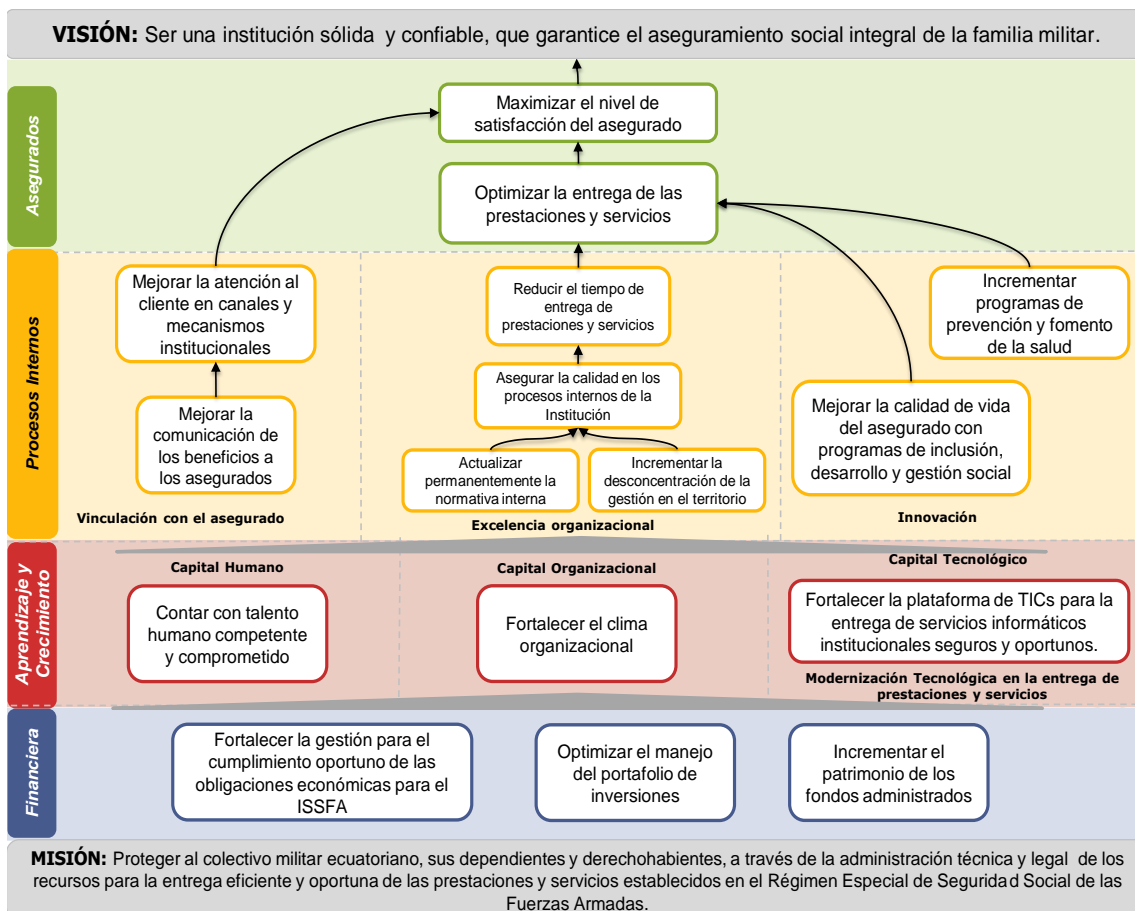 VISIÓN: Ser una institución sólida y confiable, que garantice el aseguramiento social integral de la familia militar.
Asegurados
Maximizar el nivel de
satisfacción del asegurado
Optimizar la entrega de las
prestaciones y servicios
Procesos Internos
Mejorar la atención al
cliente en canales y
mecanismos
institucionales
Mejorar la
comunicación de
los beneficios a
los asegurados
Vinculación con el asegurado
Reducir el tiempo de
entrega de
prestaciones y servicios
Asegurar la calidad en los
procesos internos de la
Institución
Actualizar
permanentemente la
normativa interna
Incrementar la
desconcentración de la
gestión en el territorio
Excelencia organizacional
Incrementar
programas de
prevención y fomento
de la salud
Mejorar la calidad de vida
del asegurado con
programas de inclusión,
desarrollo y gestión social
Innovación
Aprendizaje y
Crecimiento
Capital Humano
Contar con talento
humano competente
y comprometido
Capital Organizacional
Fortalecer el clima
organizacional
Capital Tecnológico
Fortalecer la plataforma de TICs para la
entrega de servicios informáticos
institucionales seguros y oportunos.
Modernización Tecnológica en la entrega de
prestaciones y servicios
Financiera
Fortalecer la gestión para el
cumplimiento oportuno de las
obligaciones económicas para el
ISSFA
Optimizar el manejo
del portafolio de
inversiones
Incrementar el
patrimonio de los
fondos administrados
MISIÓN: Proteger al colectivo militar ecuatoriano, sus dependientes y derechohabientes, a través de la administración técnica y legal de los
recursos para la entrega eficiente y oportuna de las prestaciones y servicios establecidos en el Régimen Especial de Seguridad Social de las
Fuerzas Armadas.